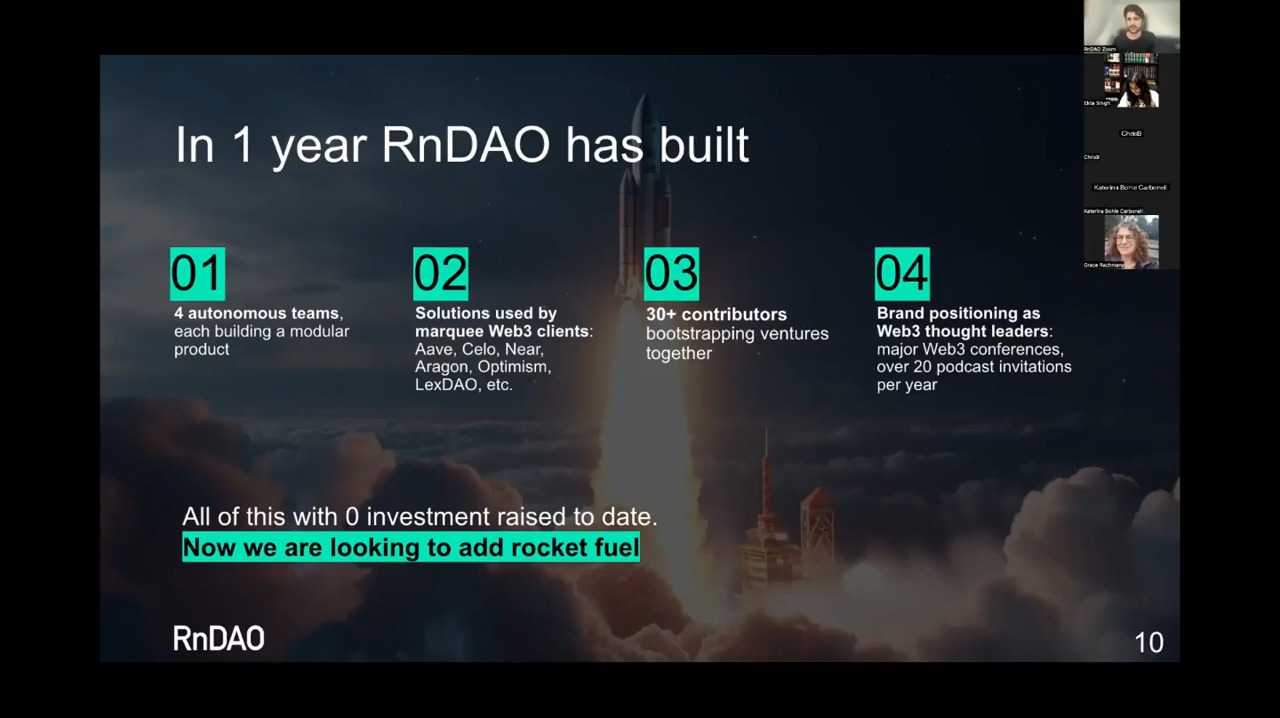 In 1 year RnDAO has built
01
4 autonomous teams,
each building a modular
product
02
Solutions used by
marquee Web3 clients:
Aave, Celo, Near,
Aragon, Optimism,
LexDAO, etc.
03
30+ contributors
bootstrapping ventures
together
04
Brand positioning as
Web3 thought leaders:
major Web3 conferences,
over 20 podcast invitations
per year
All of this with 0 investment raised to date.
Now we are looking to add rocket fuel
RnDAO
10
RnDAO Zoom
Ekta Singh
ChrisB
ChrisB
Katerina Bohle Carbonell
Katerina Bohle Carbonell
Grace Rachmany